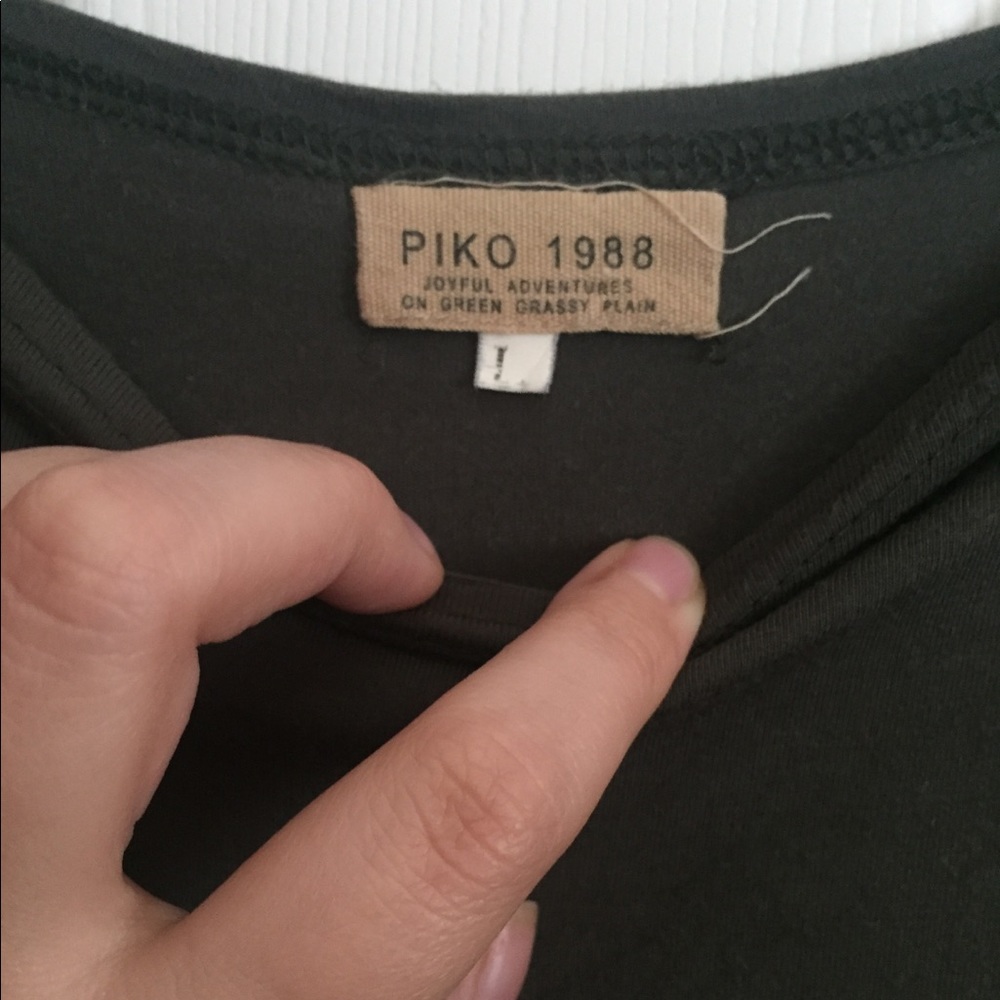 PIKO 1988
JOYFUL ADVENTURES
ON GREEN GRASSY PLAIN